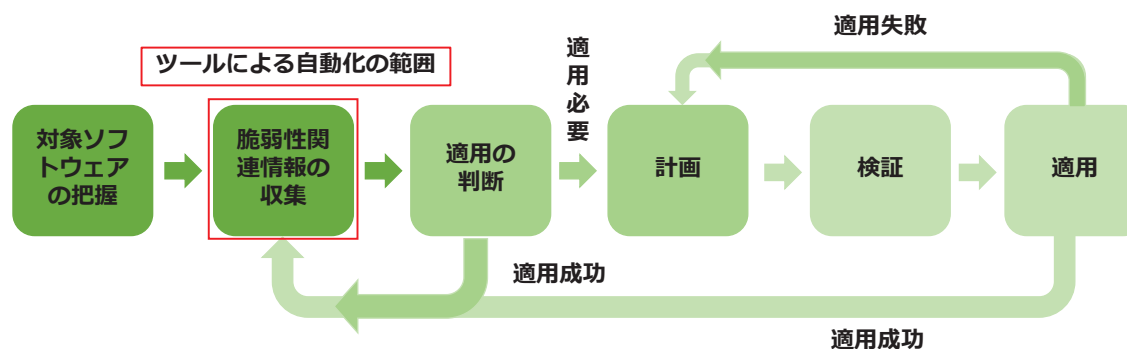 適用失敗
ツールによる自動化の範囲
適用必要
対象ソフ
トウェア
の把握
脆弱性関
連情報の
収集
適用の
判断
計画
検証
適用
適用成功
適用成功